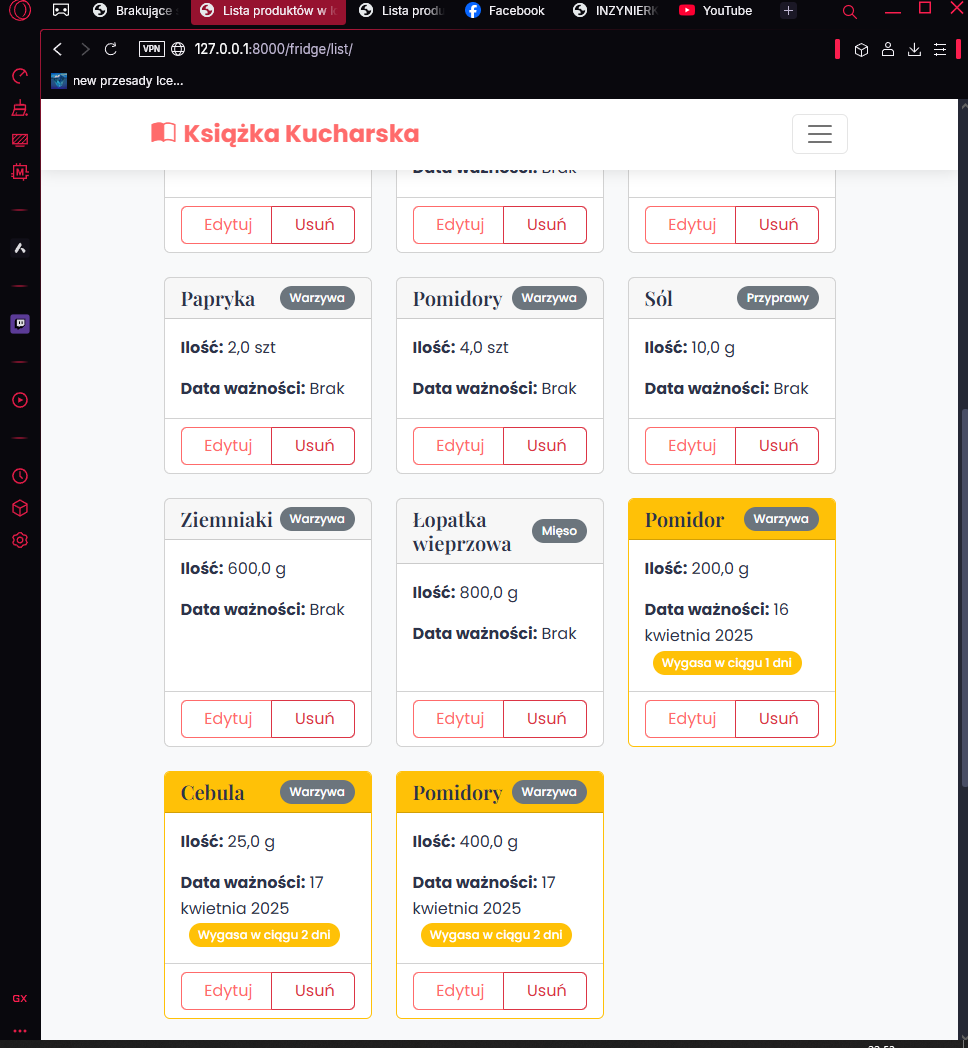 Brakujące
Lista produktów w l
Lista produ
Facebook
INŻYNIERK
YouTube
VPN
127.0.0.1:8000/fridge/list/
new przesady Ice...
Książka Kucharska
Brak
Edytuj Usuń Edytuj Usuń Edytuj Usuń
Papryka Warzywa
Ilość: 2,0 szt
Data ważności: Brak
Edytuj Usuń
Pomidory Warzywa
Ilość: 4,0 szt
Data ważności: Brak
Edytuj Usuń
Sól Przyprawy
Ilość: 10,0 g
Data ważności: Brak
Edytuj Usuń
Ziemniaki Warzywa
Ilość: 600,0 g
Data ważności: Brak
Edytuj Usuń
Łopatka
wieprzowa
Mięso
Ilość: 800,0 g
Data ważności: Brak
Edytuj Usuń
Pomidor Warzywa
Ilość: 200,0 g
Data ważności: 16
kwietnia 2025
Wygasa w ciągu 1 dni
Edytuj Usuń
Cebula Warzywa
Ilość: 25,0 g
Data ważności: 17
kwietnia 2025
Wygasa w ciągu 2 dni
Edytuj Usuń
Pomidory Warzywa
Ilość: 400,0 g
Data ważności: 17
kwietnia 2025
Wygasa w ciągu 2 dni
Edytuj Usuń
GX